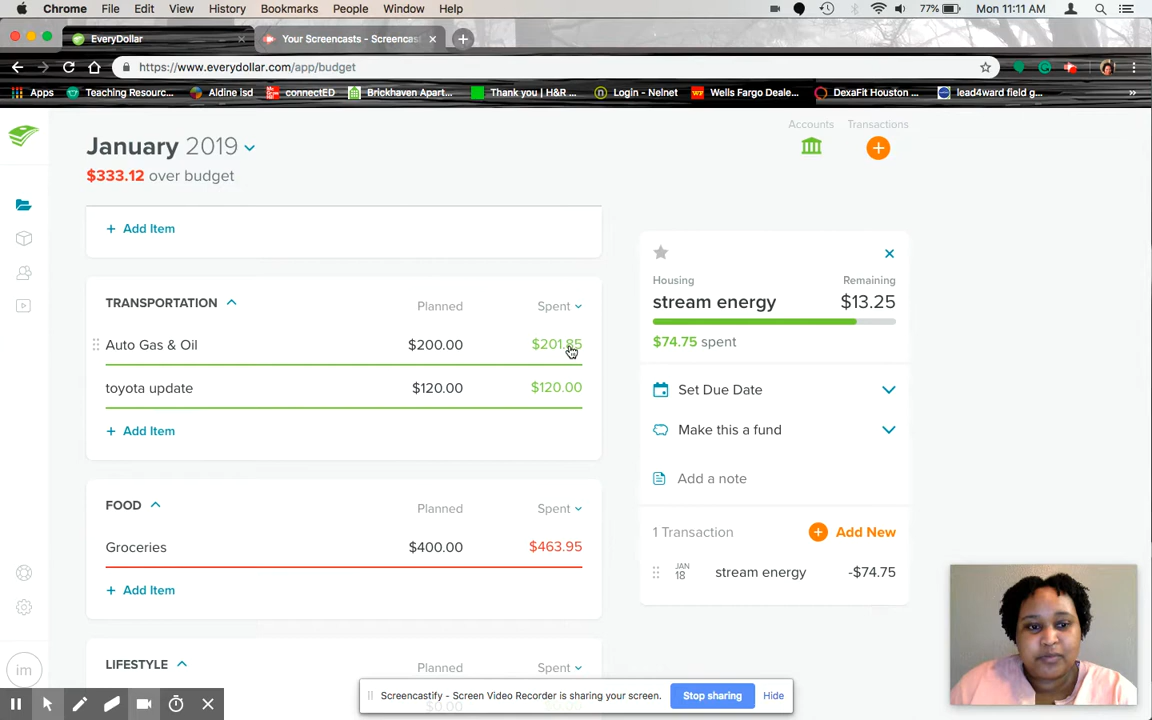 Chrome File Edit View History Bookmarks People Window Help 77% Mon 11:11 AM
EveryDollar Your Screencasts - Screencas
https://www.everydollar.com/app/budget
Apps Teaching Resourc... Aldine isd connectED Brickhaven Apart... Thank you | H&R ... Login - Nelnet Wells Fargo Deale... DexaFit Houston ... lead4ward field g... »
Accounts Transactions
January 2019
$333.12 over budget
+ Add Item
TRANSPORTATION Planned Spent
Auto Gas & Oil $200.00 $201.85
toyota update $120.00 $120.00
+ Add Item
FOOD Planned Spent
Groceries $400.00 $463.95
+ Add Item
LIFESTYLE Planned Spent
$0.00
Housing Remaining
stream energy $13.25
$74.75 spent
Set Due Date
Make this a fund
Add a note
1 Transaction Add New
JAN 18 stream energy -$74.75
im
Screencastify - Screen Video Recorder is sharing your screen. Stop sharing Hide